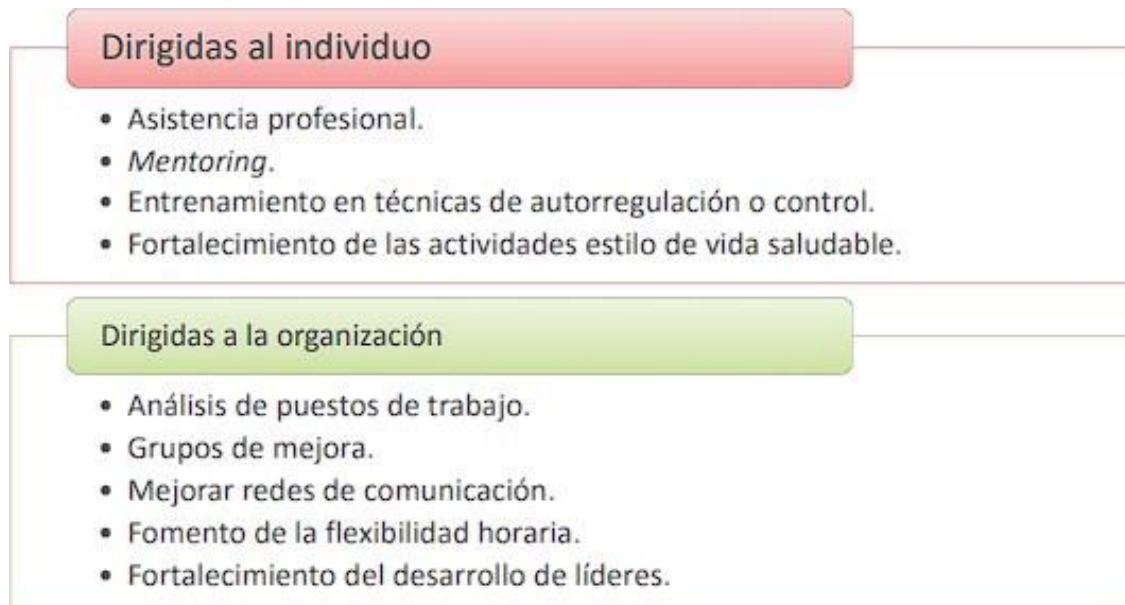 Dirigidas al individuo
• Asistencia profesional.
• Mentoring.
• Entrenamiento en técnicas de autorregulación o control.
• Fortalecimiento de las actividades estilo de vida saludable.
Dirigidas a la organización
• Análisis de puestos de trabajo.
• Grupos de mejora.
• Mejorar redes de comunicación.
• Fomento de la flexibilidad horaria.
• Fortalecimiento del desarrollo de líderes.